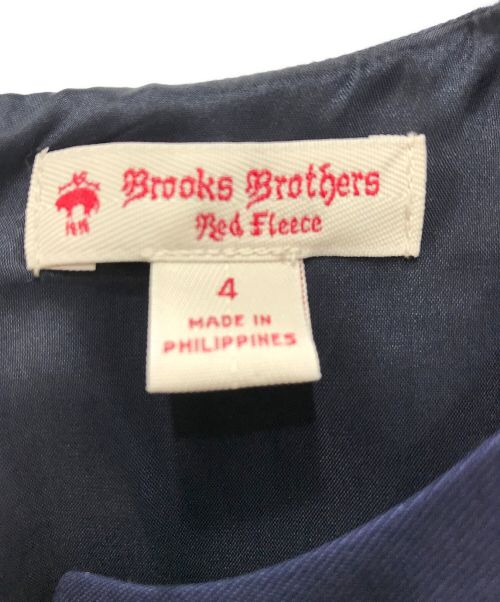 Brooks Brothers
Red Fleece
4
MADE IN
PHILIPPINES